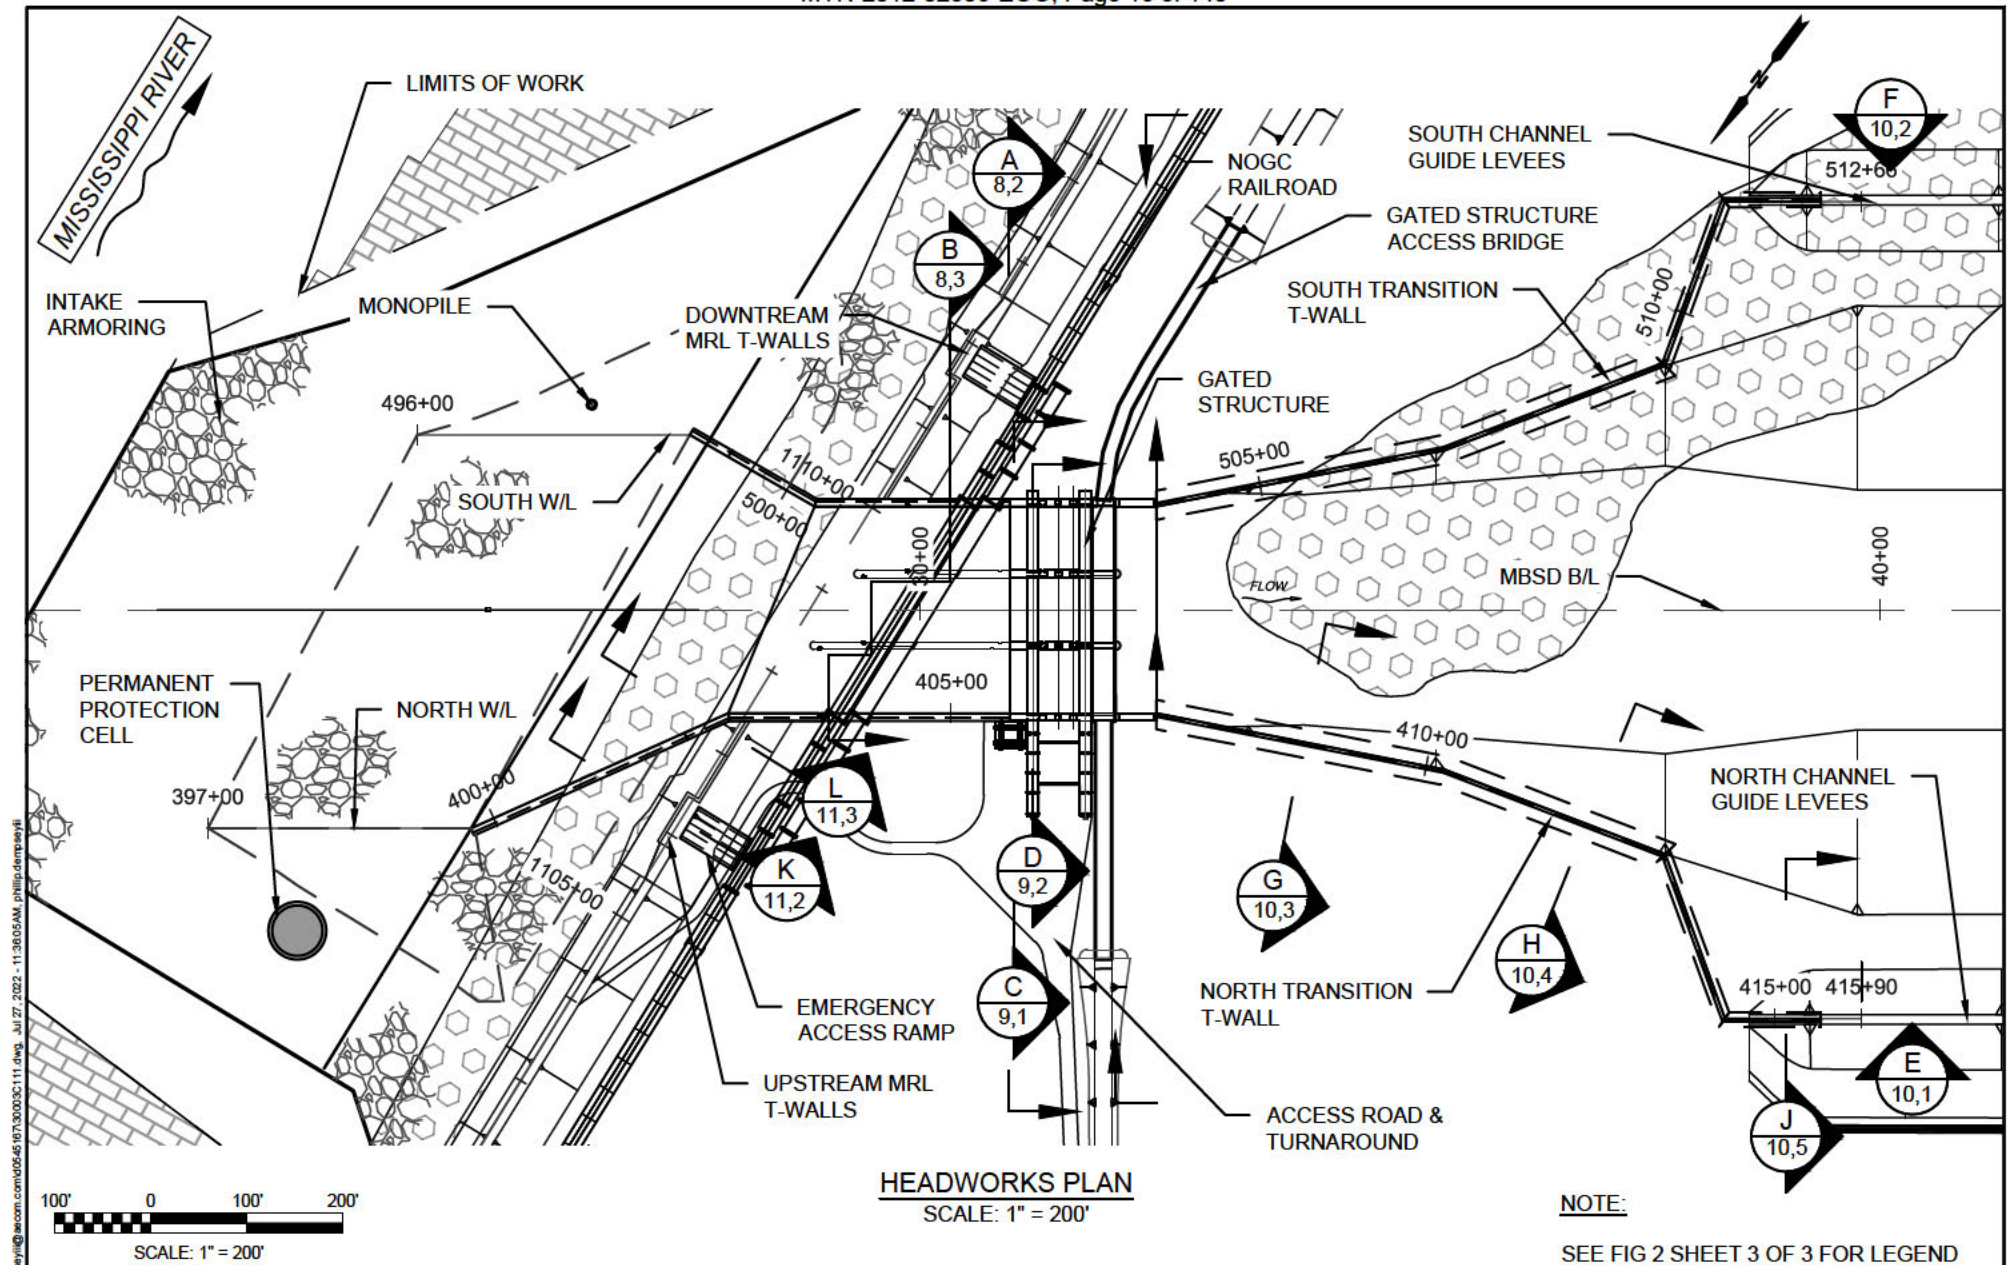 MISSISSIPPI RIVER
LIMITS OF WORK
INTAKE
ARMORING
MONOPILE
DOWNTREAM
MRL T-WALLS
A
8,2
B
8,3
NOGC
RAILROAD
GATED STRUCTURE
ACCESS BRIDGE
SOUTH CHANNEL
GUIDE LEVEES
N
F
10,2
512+66
SOUTH TRANSITION
T-WALL
510+00
GATED
STRUCTURE
496+00
505+00
SOUTH W/L
1110+00
500+00
30+00
FLOW
MBSD B/L
40+00
PERMANENT
PROTECTION
CELL
NORTH W/L
405+00
410+00
NORTH CHANNEL
GUIDE LEVEES
397+00
400+00
L
11,3
K
11,2
D
9,2
G
10,3
H
10,4
1105+00
C
9,1
NORTH TRANSITION
T-WALL
415+00
415+90
EMERGENCY
ACCESS RAMP
UPSTREAM MRL
T-WALLS
ACCESS ROAD &
TURNAROUND
E
10,1
J
10,5
HEADWORKS PLAN
SCALE: 1" = 200'
100'
0
100'
200'
SCALE: 1" = 200'
NOTE:
SEE FIG 2 SHEET 3 OF 3 FOR LEGEND